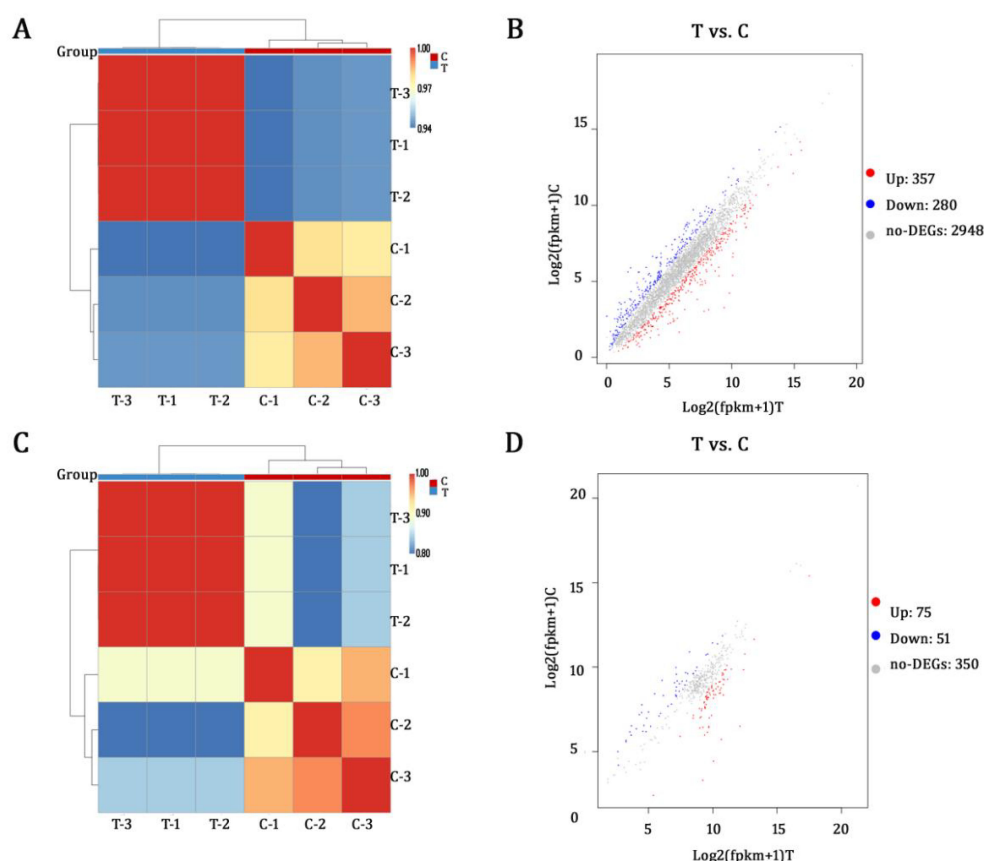 A
Group
1.00
0.97
0.94
C
T
T-3
T-1
T-2
C-1
C-2
C-3
T-3 T-1 T-2 C-1 C-2 C-3
B
T vs. C
Log2(fpkm+1)C
15
10
5
0
0 5 10 15 20
Log2(fpkm+1)T
Up: 357
Down: 280
no-DEGs: 2948
C
Group
1.00
0.90
0.80
C
T
T-3
T-1
T-2
C-1
C-2
C-3
T-3 T-1 T-2 C-1 C-2 C-3
D
T vs. C
Log2(fpkm+1)C
20
15
10
5
0
5 10 15 20
Log2(fpkm+1)T
Up: 75
Down: 51
no-DEGs: 350